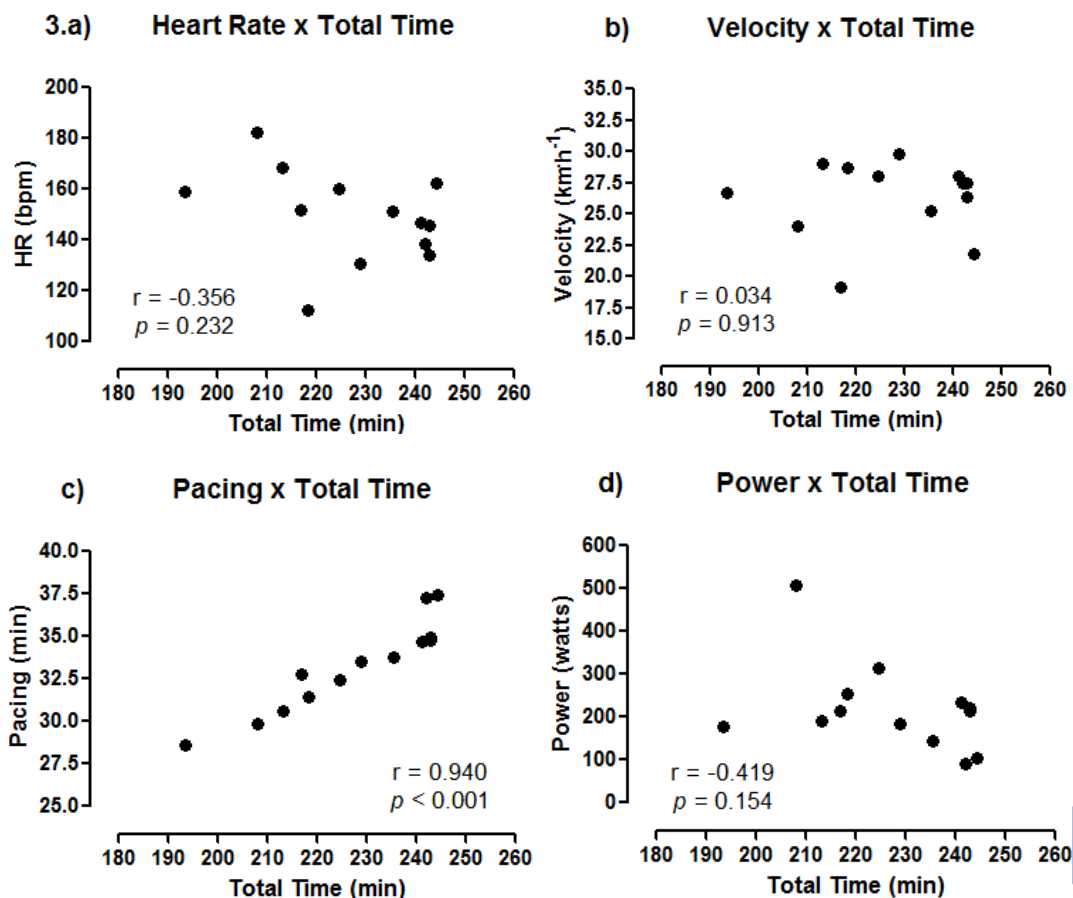 3.a) Heart Rate x Total Time
200
180
160
140
120
100
HR (bpm)
r = -0.356
p = 0.232
180 190 200 210 220 230 240 250 260
Total Time (min)
b) Velocity x Total Time
35.0
32.5
30.0
27.5
25.0
22.5
20.0
17.5
15.0
Velocity (kmh⁻¹)
r = 0.034
p = 0.913
180 190 200 210 220 230 240 250 260
Total Time (min)
c) Pacing x Total Time
40.0
37.5
35.0
32.5
30.0
27.5
25.0
Pacing (min)
r = 0.940
p < 0.001
180 190 200 210 220 230 240 250 260
Total Time (min)
d) Power x Total Time
600
500
400
300
200
100
0
Power (watts)
r = -0.419
p = 0.154
180 190 200 210 220 230 240 250 260
Total Time (min)